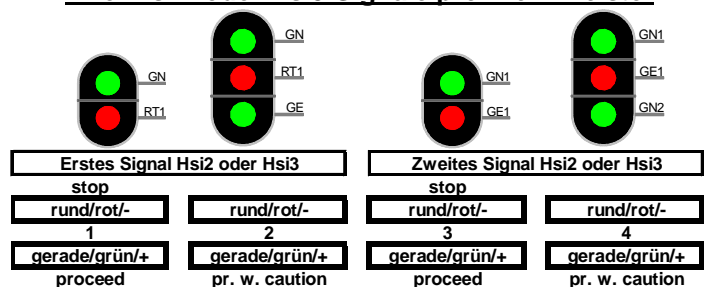 GN
GN
RT1
RT1
GE
GN1
GN1
GE1
GE1
GN2
Erstes Signal Hsi2 oder Hsi3
Zweites Signal Hsi2 oder Hsi3
stop
stop
rund/rot/-
rund/rot/-
rund/rot/-
rund/rot/-
1
2
3
4
gerade/grün/+
gerade/grün/+
gerade/grün/+
gerade/grün/+
proceed
pr. w. caution
proceed
pr. w. caution